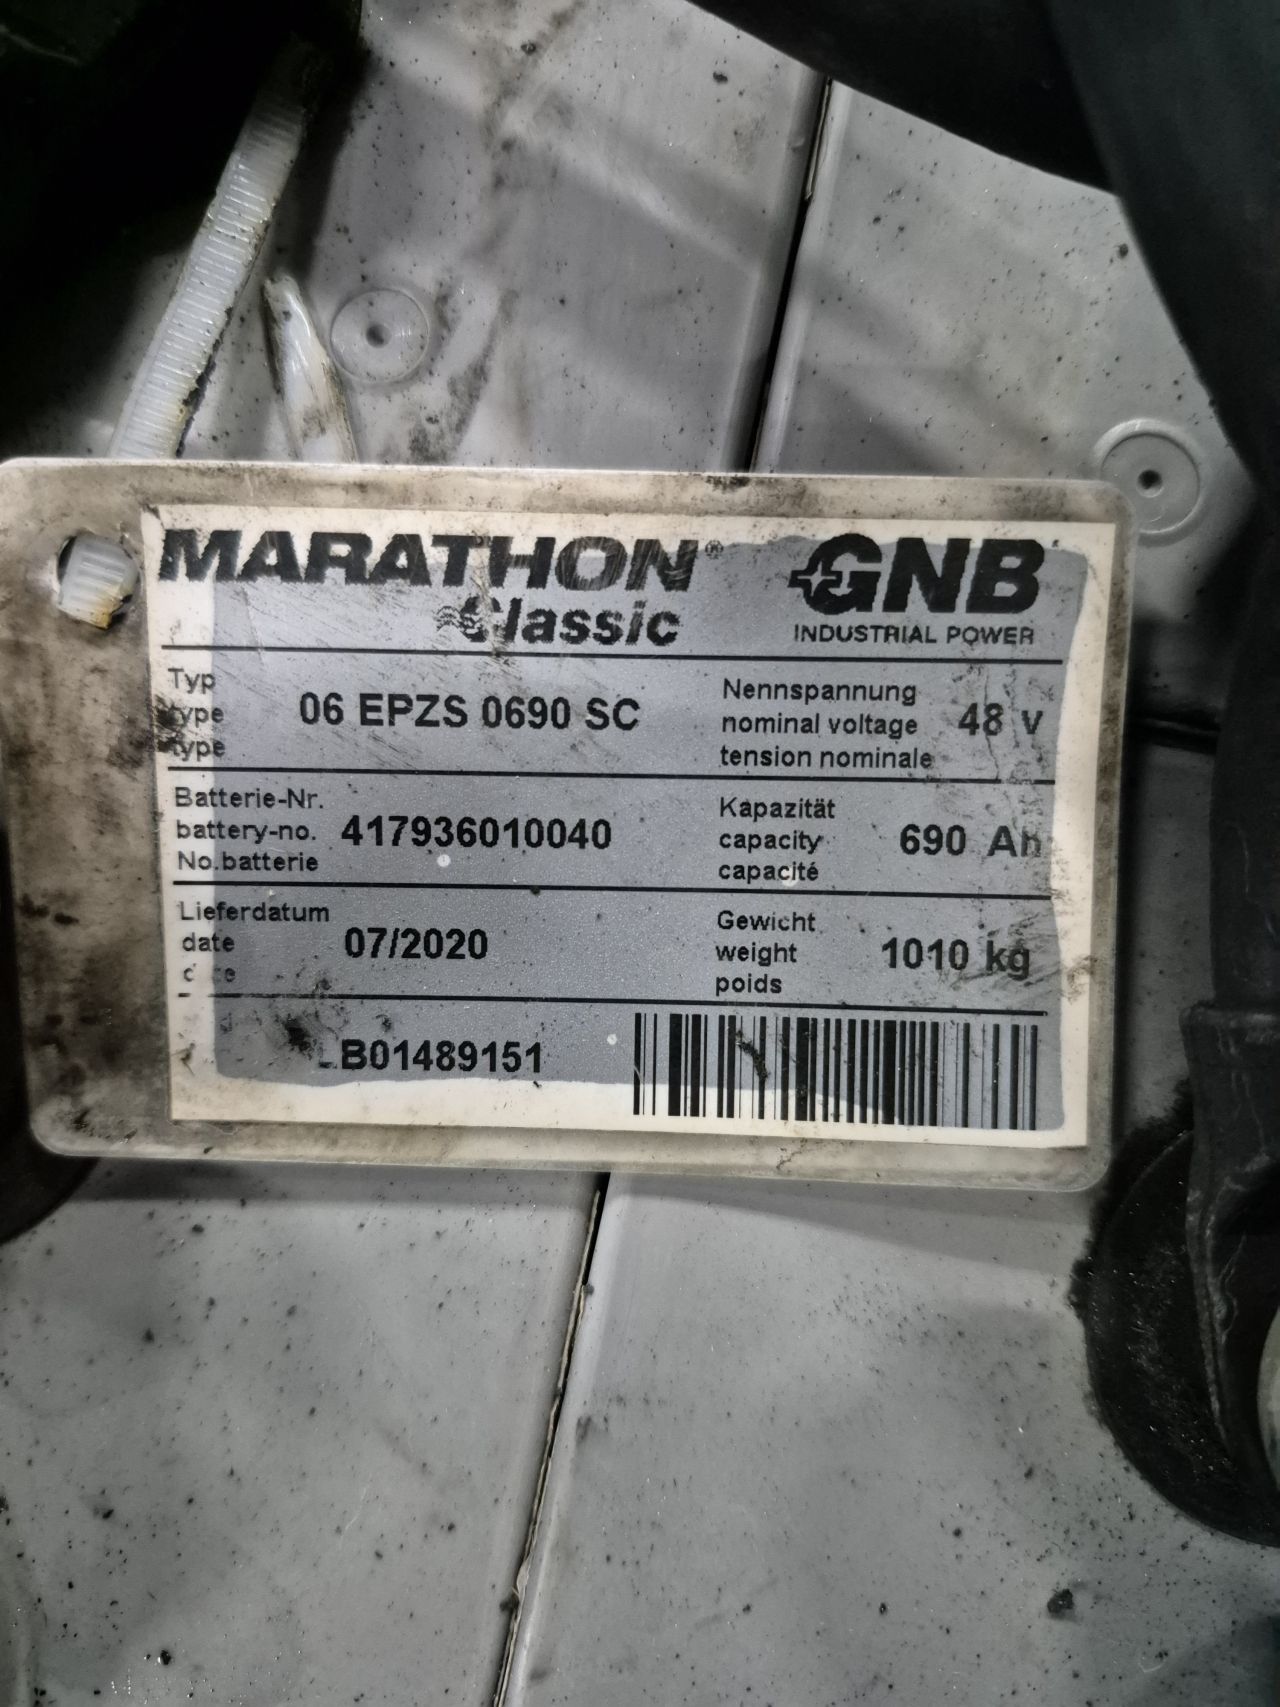 MARATHON®
Classic
GNB
INDUSTRIAL POWER
Typ
type
type
06 EPZS 0690 SC
Nennspannung
nominal voltage
tension nominale
48 V
Batterie-Nr.
battery-no.
No.batterie
417936010040
Kapazität
capacity
capacité
690 Ah
Lieferdatum
date
07/2020
Gewicht
weight
poids
1010 kg
B01489151